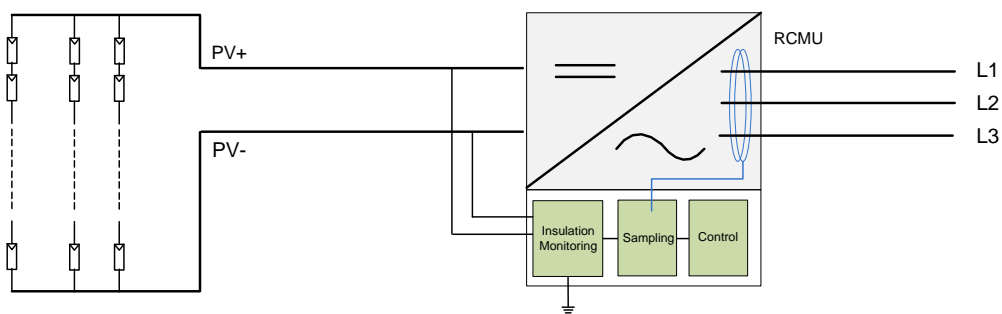 RCMU
PV+
L1
L2
L3
PV-
Insulation
Monitoring
Sampling
Control